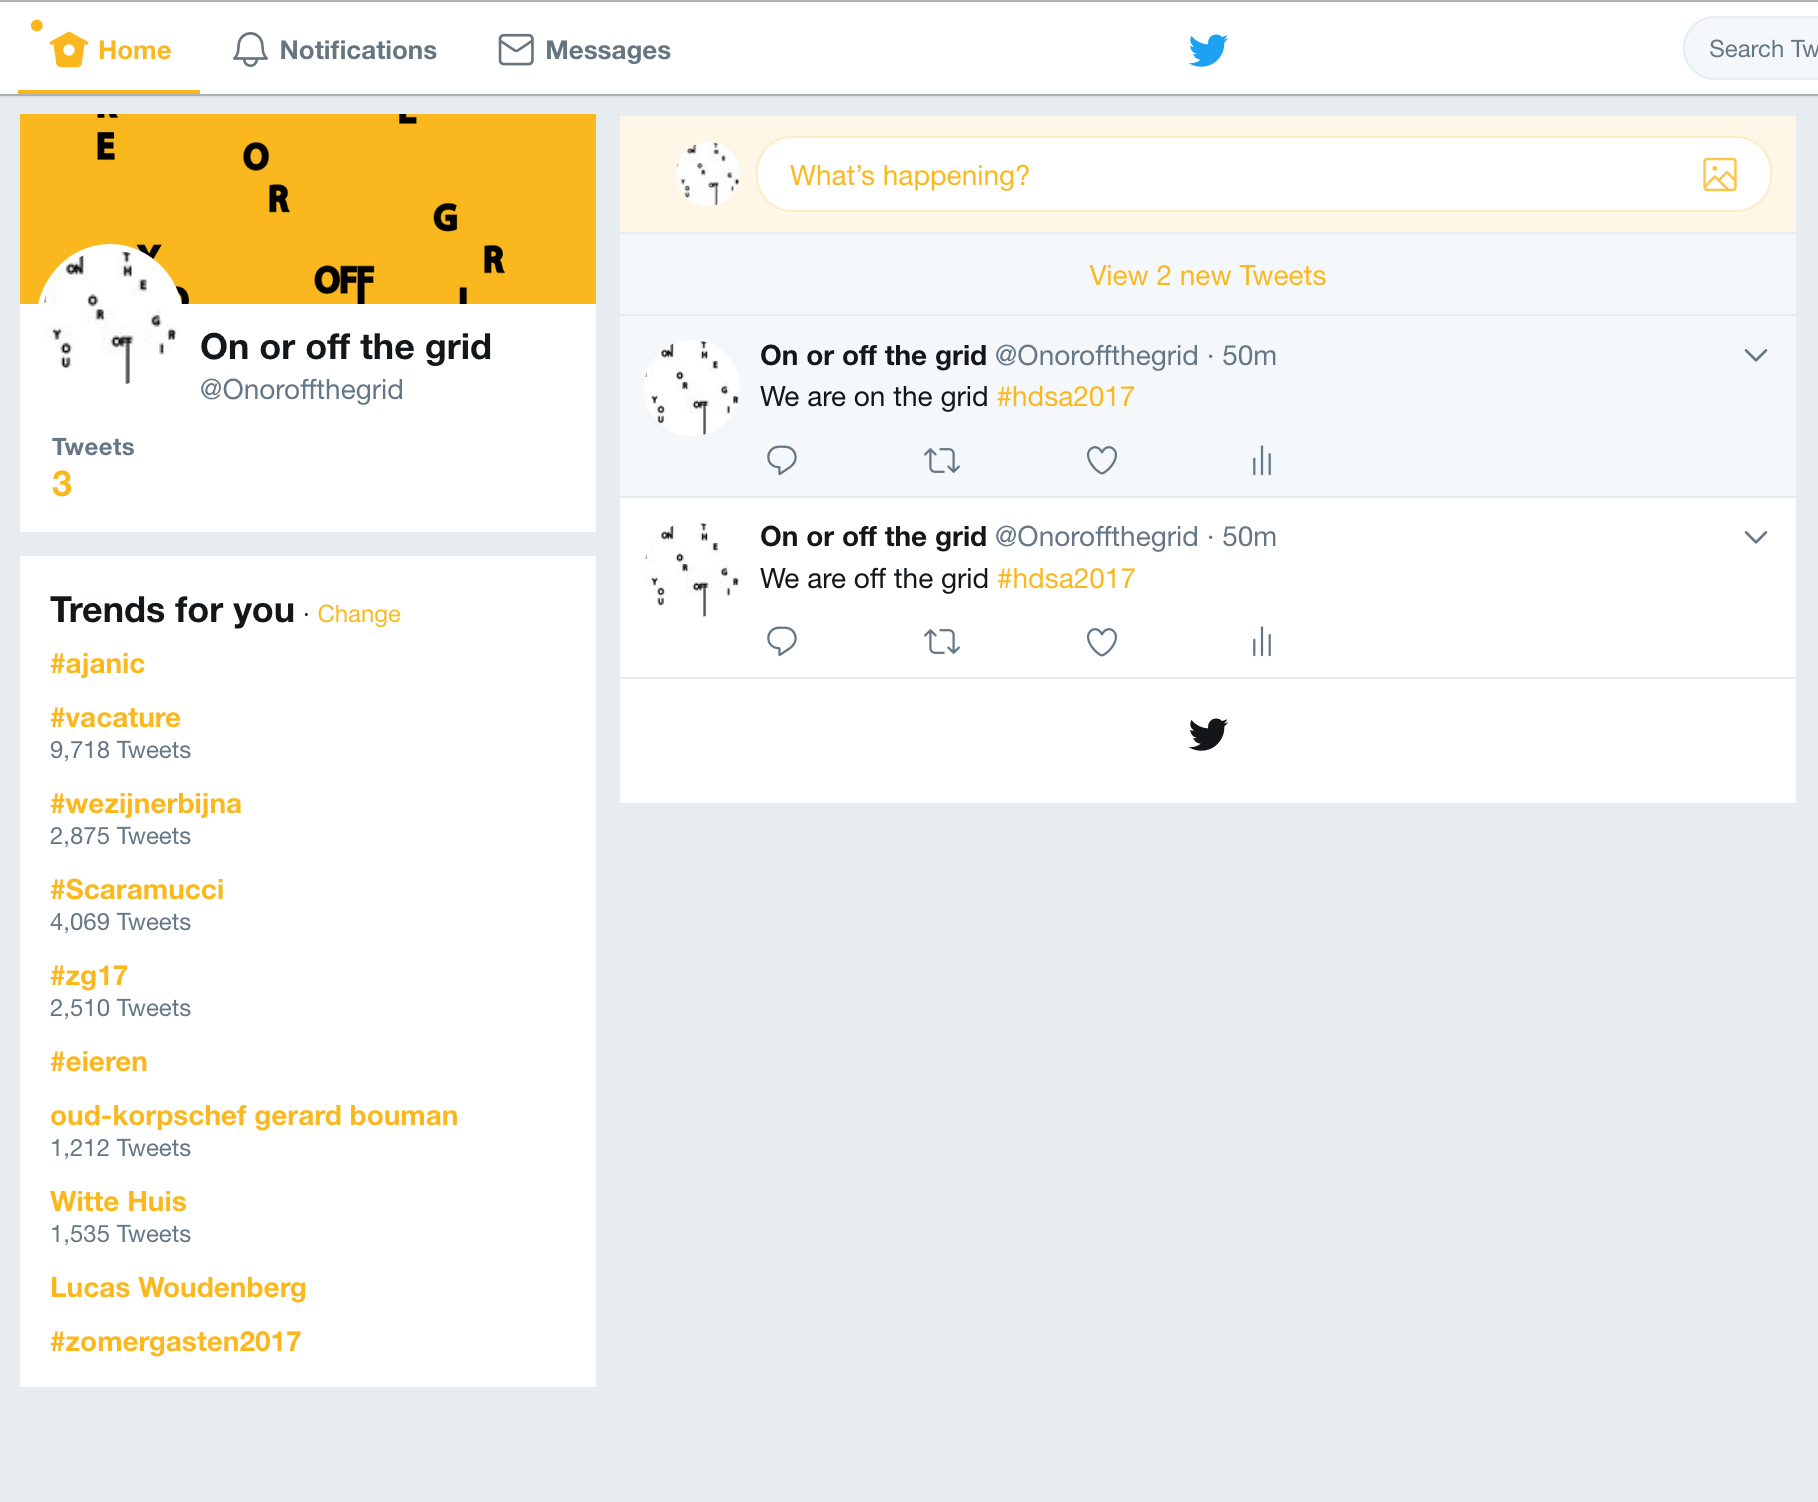 Home
Notifications
Messages
Search Tw
E
O
R
G
R
OFF
On or off the grid
@Onoroffthegrid
Tweets
3
Trends for you · Change
#ajanic
#vacature
9,718 Tweets
#wezijnerbijna
2,875 Tweets
#Scaramucci
4,069 Tweets
#zg17
2,510 Tweets
#eieren
oud-korpschef gerard bouman
1,212 Tweets
Witte Huis
1,535 Tweets
Lucas Woudenberg
#zomergasten2017
What's happening?
View 2 new Tweets
On or off the grid @Onoroffthegrid · 50m
We are on the grid #hdsa2017
On or off the grid @Onoroffthegrid · 50m
We are off the grid #hdsa2017